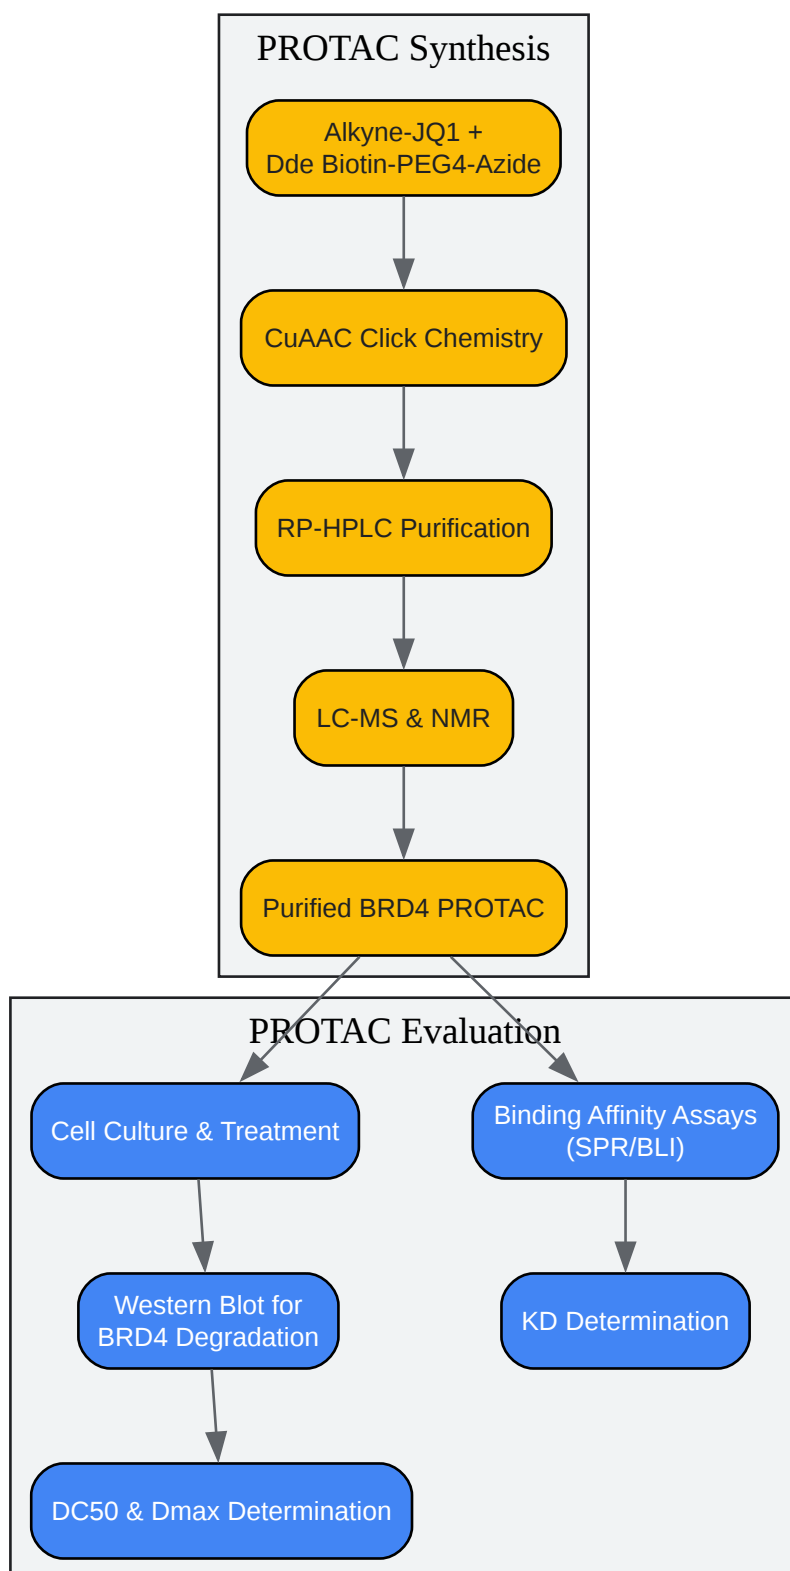 PROTAC Synthesis
Alkyne-JQ1 +
Dde Biotin-PEG4-Azide
CuAAC Click Chemistry
RP-HPLC Purification
LC-MS & NMR
Purified BRD4 PROTAC
PROTAC Evaluation
Cell Culture & Treatment
Binding Affinity Assays
(SPR/BLI)
Western Blot for
BRD4 Degradation
KD Determination
DC50 & Dmax Determination